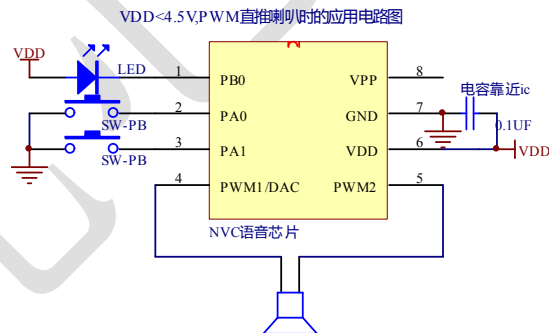 VDD<4.5V,PWM直推喇叭时的应用电路图
VDD
LED
1
PB0
VPP
8
电容靠近ic
2
PA0
GND
7
SW-PB
0.1UF
3
PA1
VDD
6
VDD
SW-PB
4
PWM1/DAC
PWM2
5
NVC语音芯片